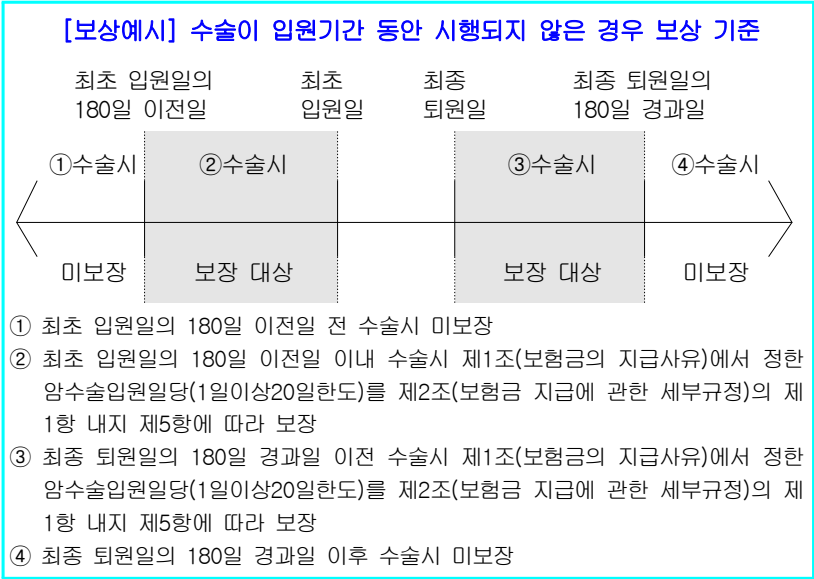 [보상예시] 수술이 입원기간 동안 시행되지 않은 경우 보상 기준
최초 입원일의
180일 이전일
최초
입원일
최종
퇴원일
최종 퇴원일의
180일 경과일
①수술시
②수술시
③수술시
④수술시
미보장
보장 대상
보장 대상
미보장
① 최초 입원일의 180일 이전일 전 수술시 미보장
② 최초 입원일의 180일 이전일 이내 수술시 제1조(보험금의 지급사유)에서 정한
암수술입원일당(1일이상20일한도)를 제2조(보험금 지급에 관한 세부규정)의 제
1항 내지 제5항에 따라 보장
③ 최종 퇴원일의 180일 경과일 이전 수술시 제1조(보험금의 지급사유)에서 정한
암수술입원일당(1일이상20일한도)를 제2조(보험금 지급에 관한 세부규정)의 제
1항 내지 제5항에 따라 보장
④ 최종 퇴원일의 180일 경과일 이후 수술시 미보장